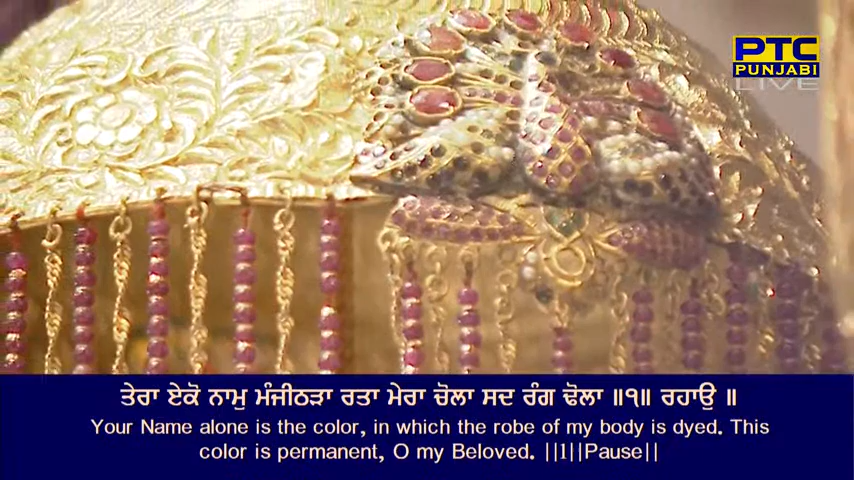 PTC
PUNJABI
LIVE
ਤੇਰਾ ਏਕੋ ਨਾਮੁ ਮੰਜੀਠੜਾ ਰਤਾ ਮੇਰਾ ਚੋਲਾ ਸਦ ਰੰਗ ਢੋਲਾ ॥੧॥ ਰਹਾਉ ॥
Your Name alone is the color, in which the robe of my body is dyed. This
color is permanent, O my Beloved. ||1||Pause||